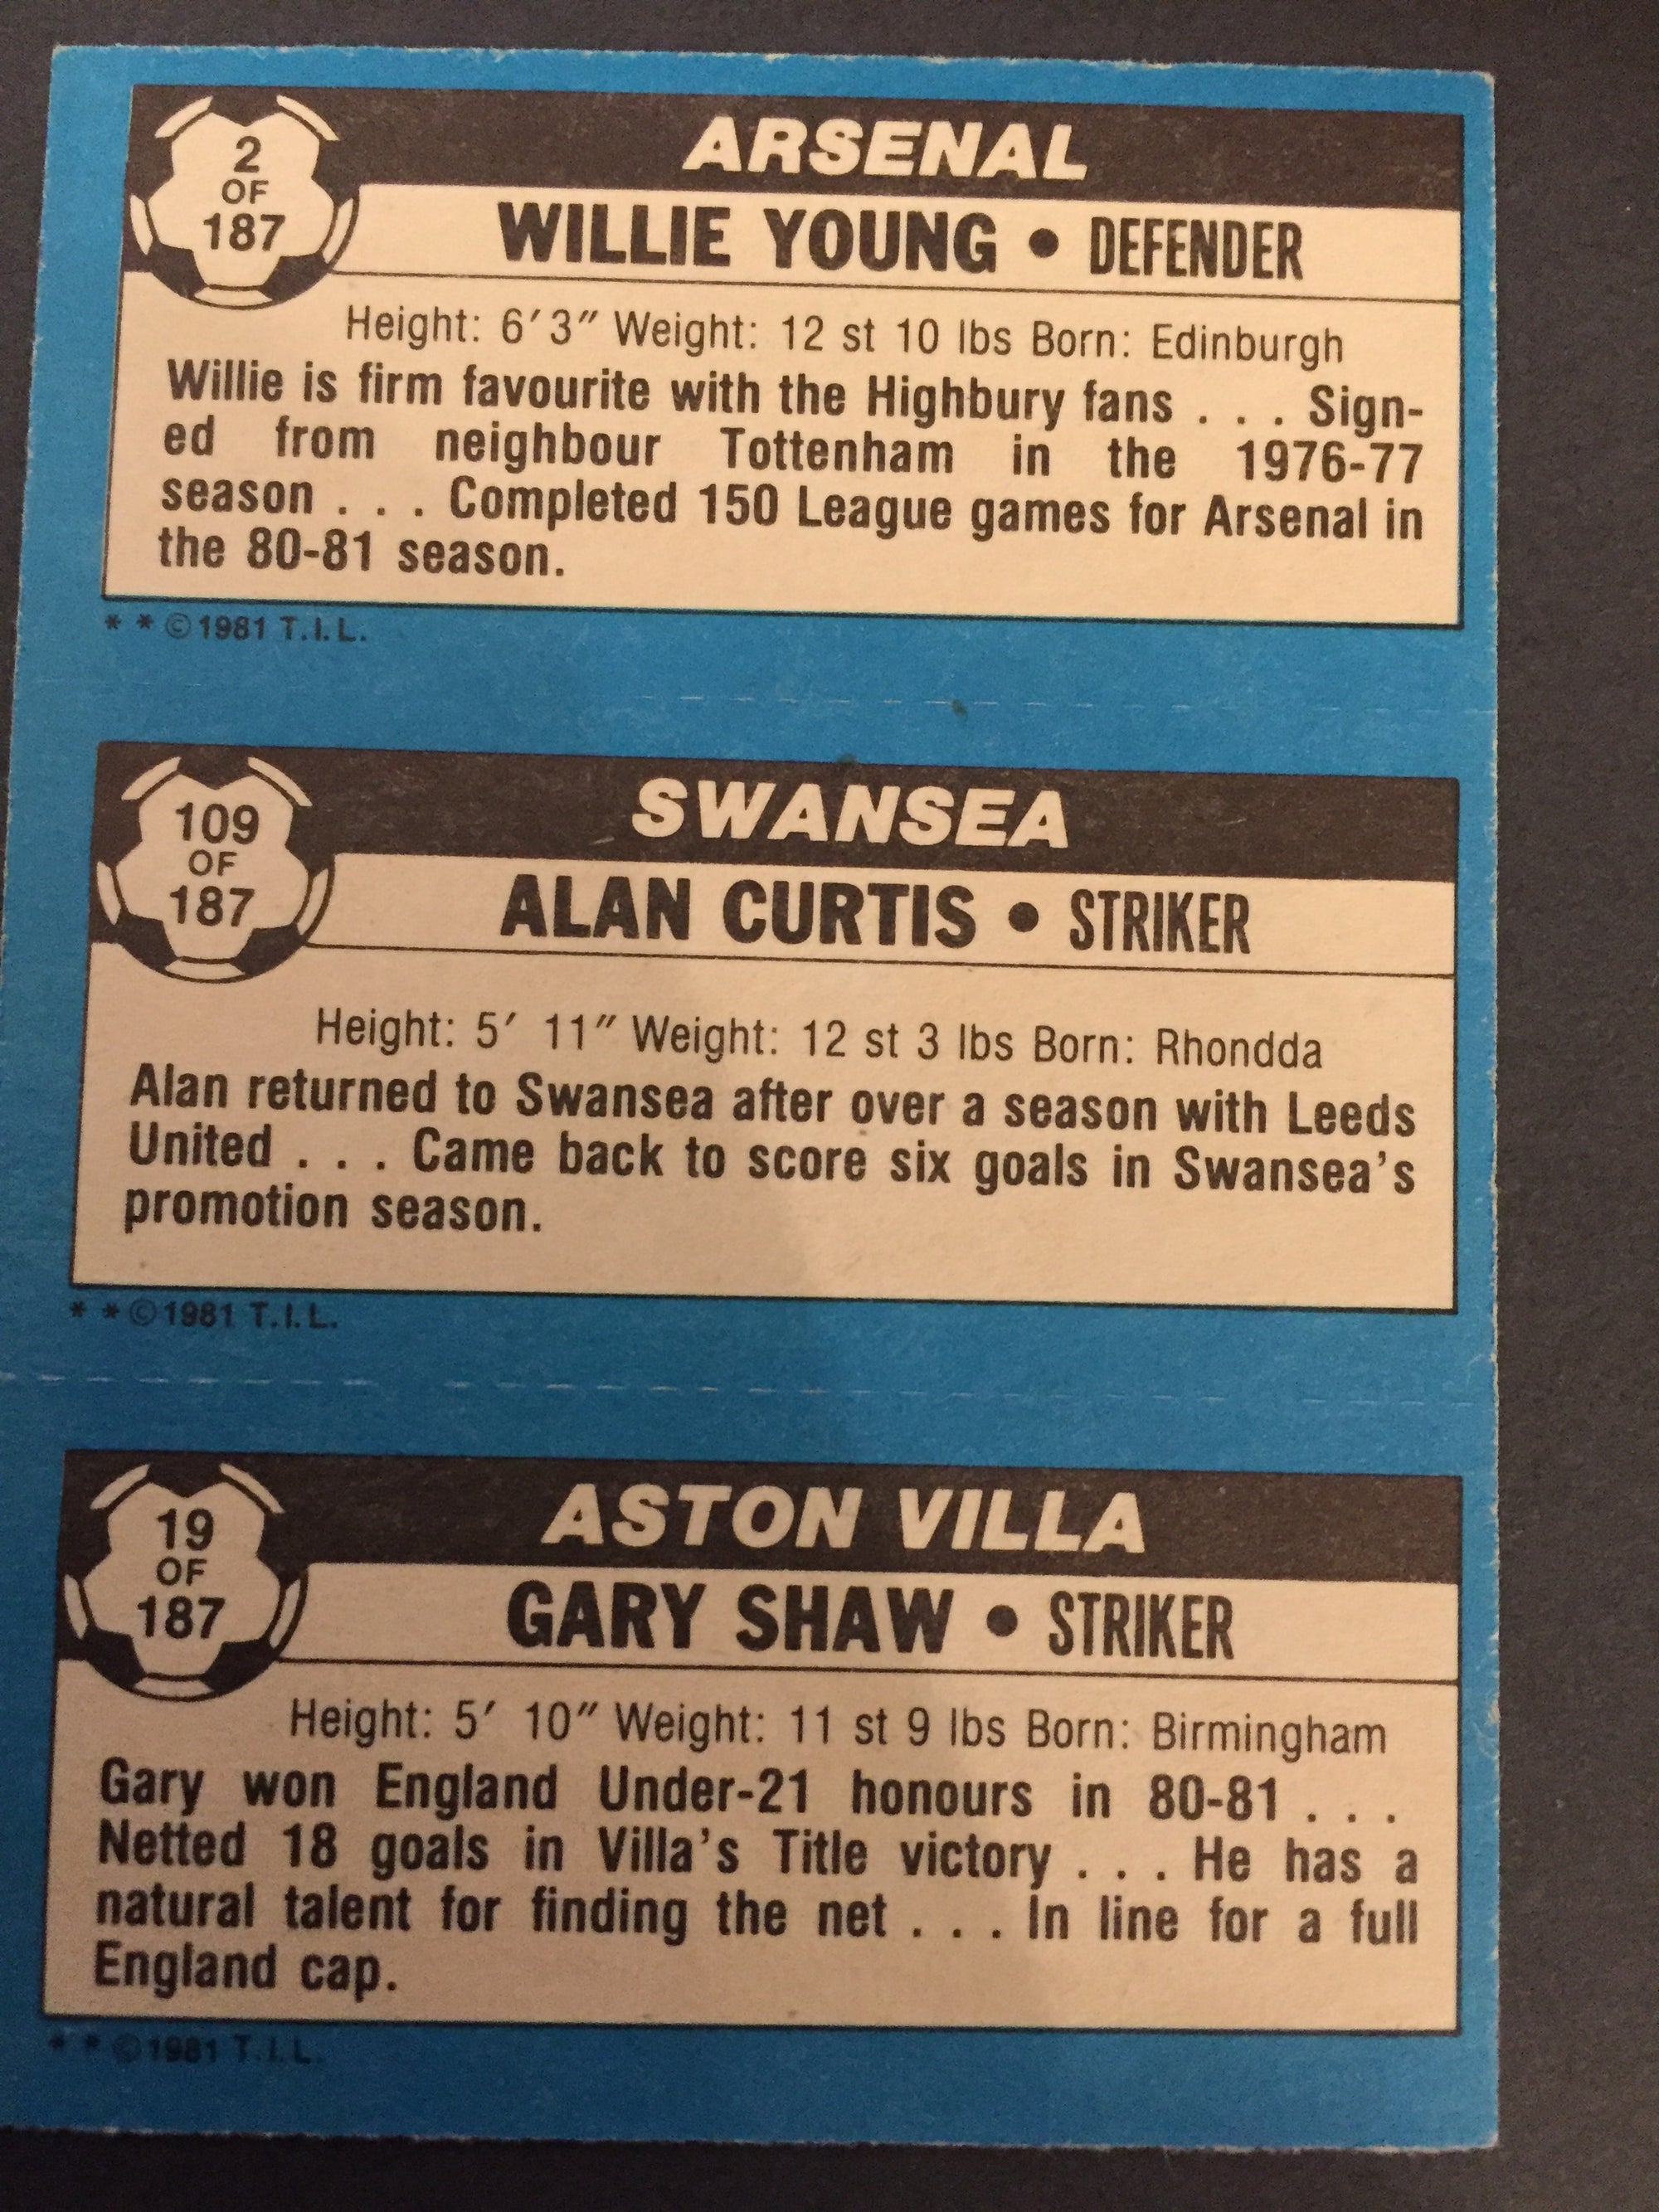 2
OF
187
ARSENAL
WILLIE YOUNG • DEFENDER
Height: 6′3″ Weight: 12 st 10 lbs Born: Edinburgh
Willie is firm favourite with the Highbury fans . . . Sign-
ed from neighbour Tottenham in the 1976-77
season . . . Completed 150 League games for Arsenal in
the 80-81 season.
* * © 1981 T.I.L.
109
OF
187
SWANSEA
ALAN CURTIS • STRIKER
Height: 5′ 11″ Weight: 12 st 3 lbs Born: Rhondda
Alan returned to Swansea after over a season with Leeds
United . . . Came back to score six goals in Swansea's
promotion season.
* * © 1981 T.I.L.
19
OF
187
ASTON VILLA
GARY SHAW • STRIKER
Height: 5′ 10″ Weight: 11 st 9 lbs Born: Birmingham
Gary won England Under-21 honours in 80-81 . . .
Netted 18 goals in Villa's Title victory . . . He has a
natural talent for finding the net . . . In line for a full
England cap.
* * © 1981 T.I.L.